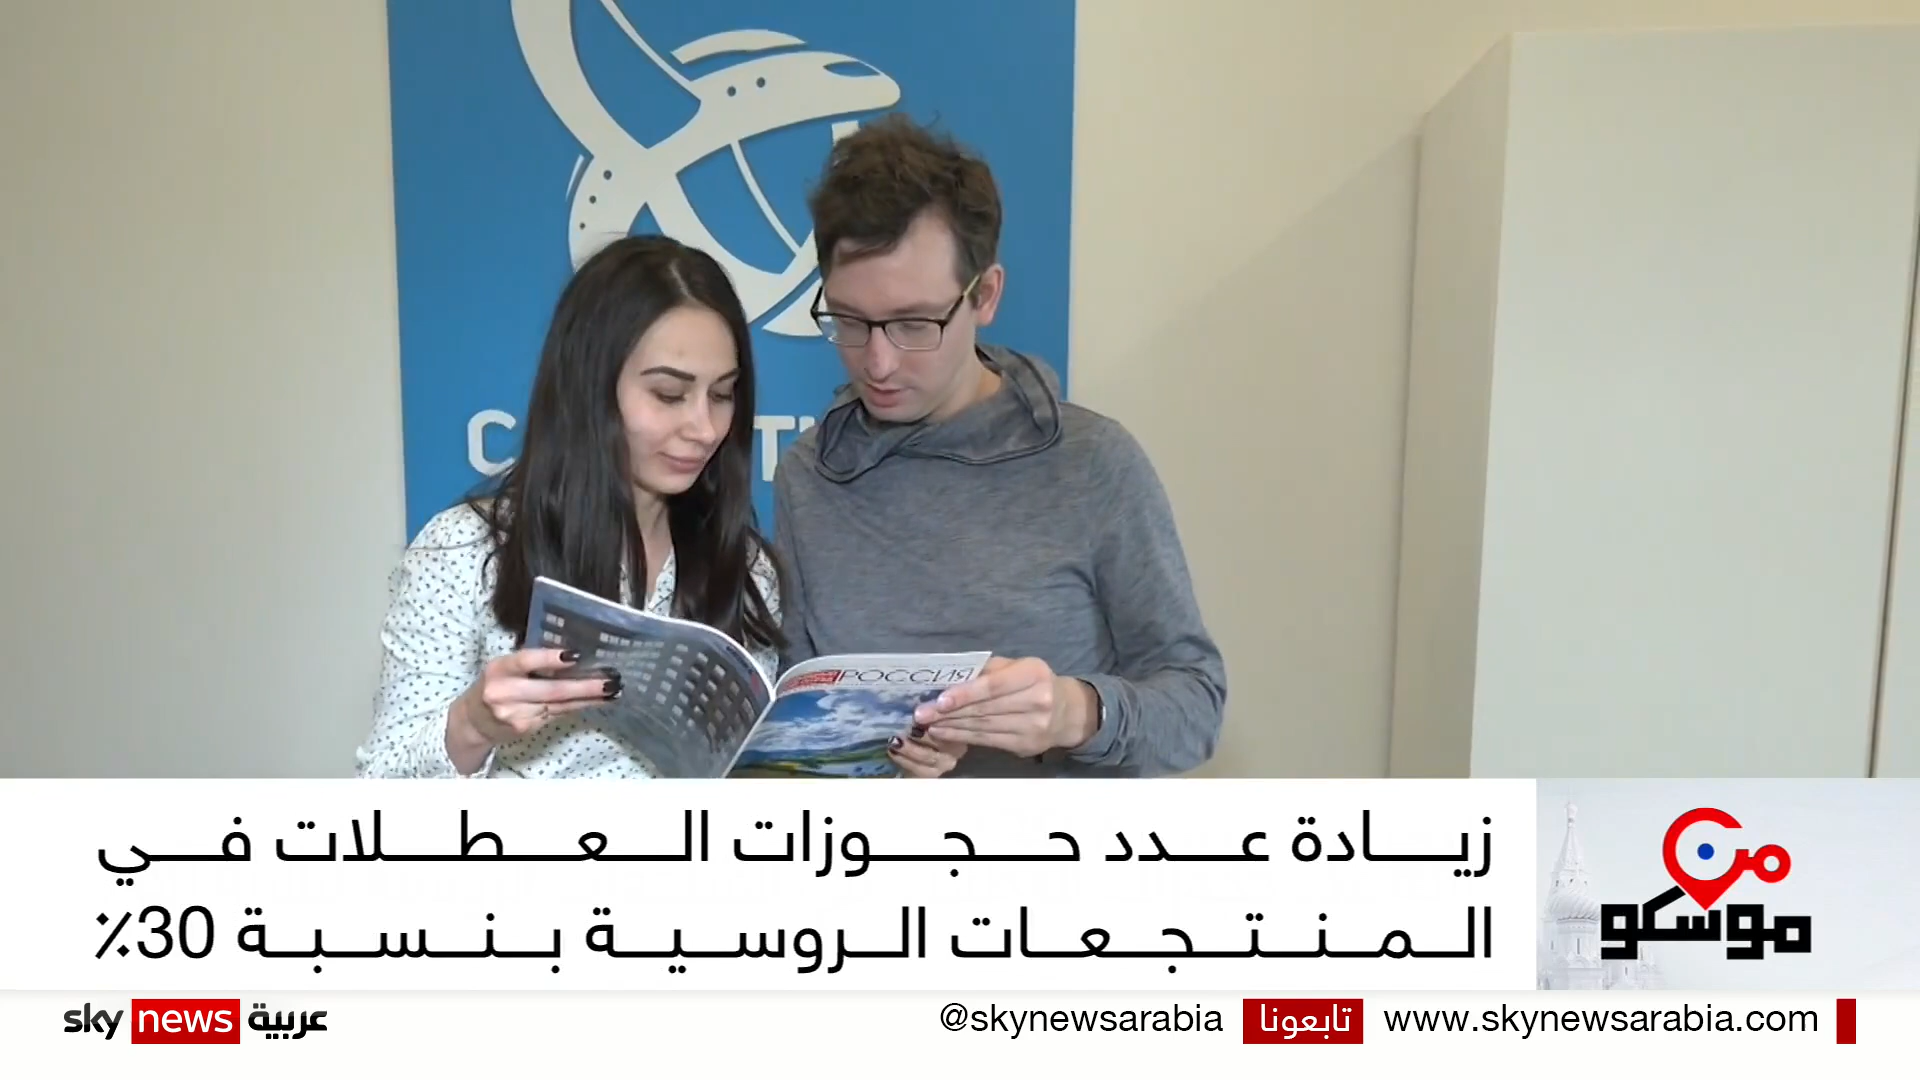 РОССИЯ
زيادة عدد حجوزات العطلات في
المنتجعات الروسية بنسبة 30٪
من
موسكو
sky news عربية
@skynewsarabia تابعونا www.skynewsarabia.com